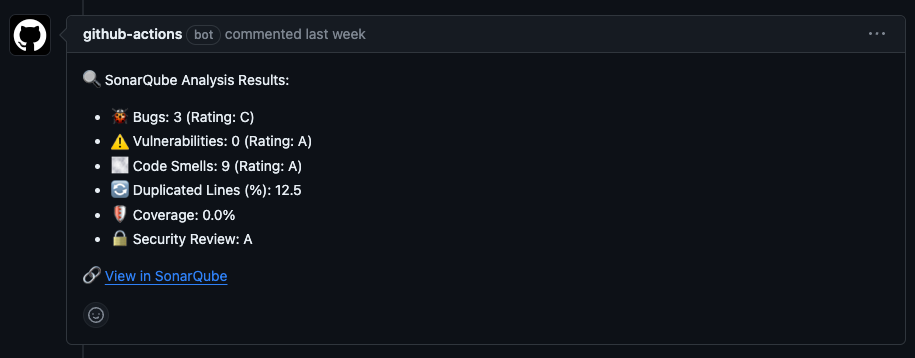 github-actions bot commented last week
SonarQube Analysis Results:
Bugs: 3 (Rating: C)
Vulnerabilities: 0 (Rating: A)
Code Smells: 9 (Rating: A)
Duplicated Lines (%): 12.5
Coverage: 0.0%
Security Review: A
View in SonarQube